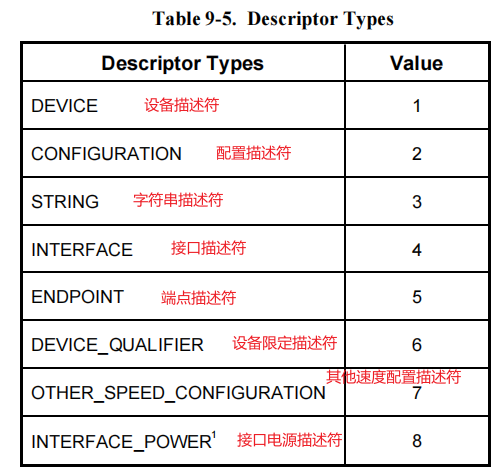 Table 9-5. Descriptor Types
Descriptor Types Value
DEVICE 设备描述符 1
CONFIGURATION 配置描述符 2
STRING 字符串描述符 3
INTERFACE 接口描述符 4
ENDPOINT 端点描述符 5
DEVICE_QUALIFIER 设备限定描述符 6
其他速度配置描述符
OTHER_SPEED_CONFIGURATION 7
INTERFACE_POWER¹ 接口电源描述符 8